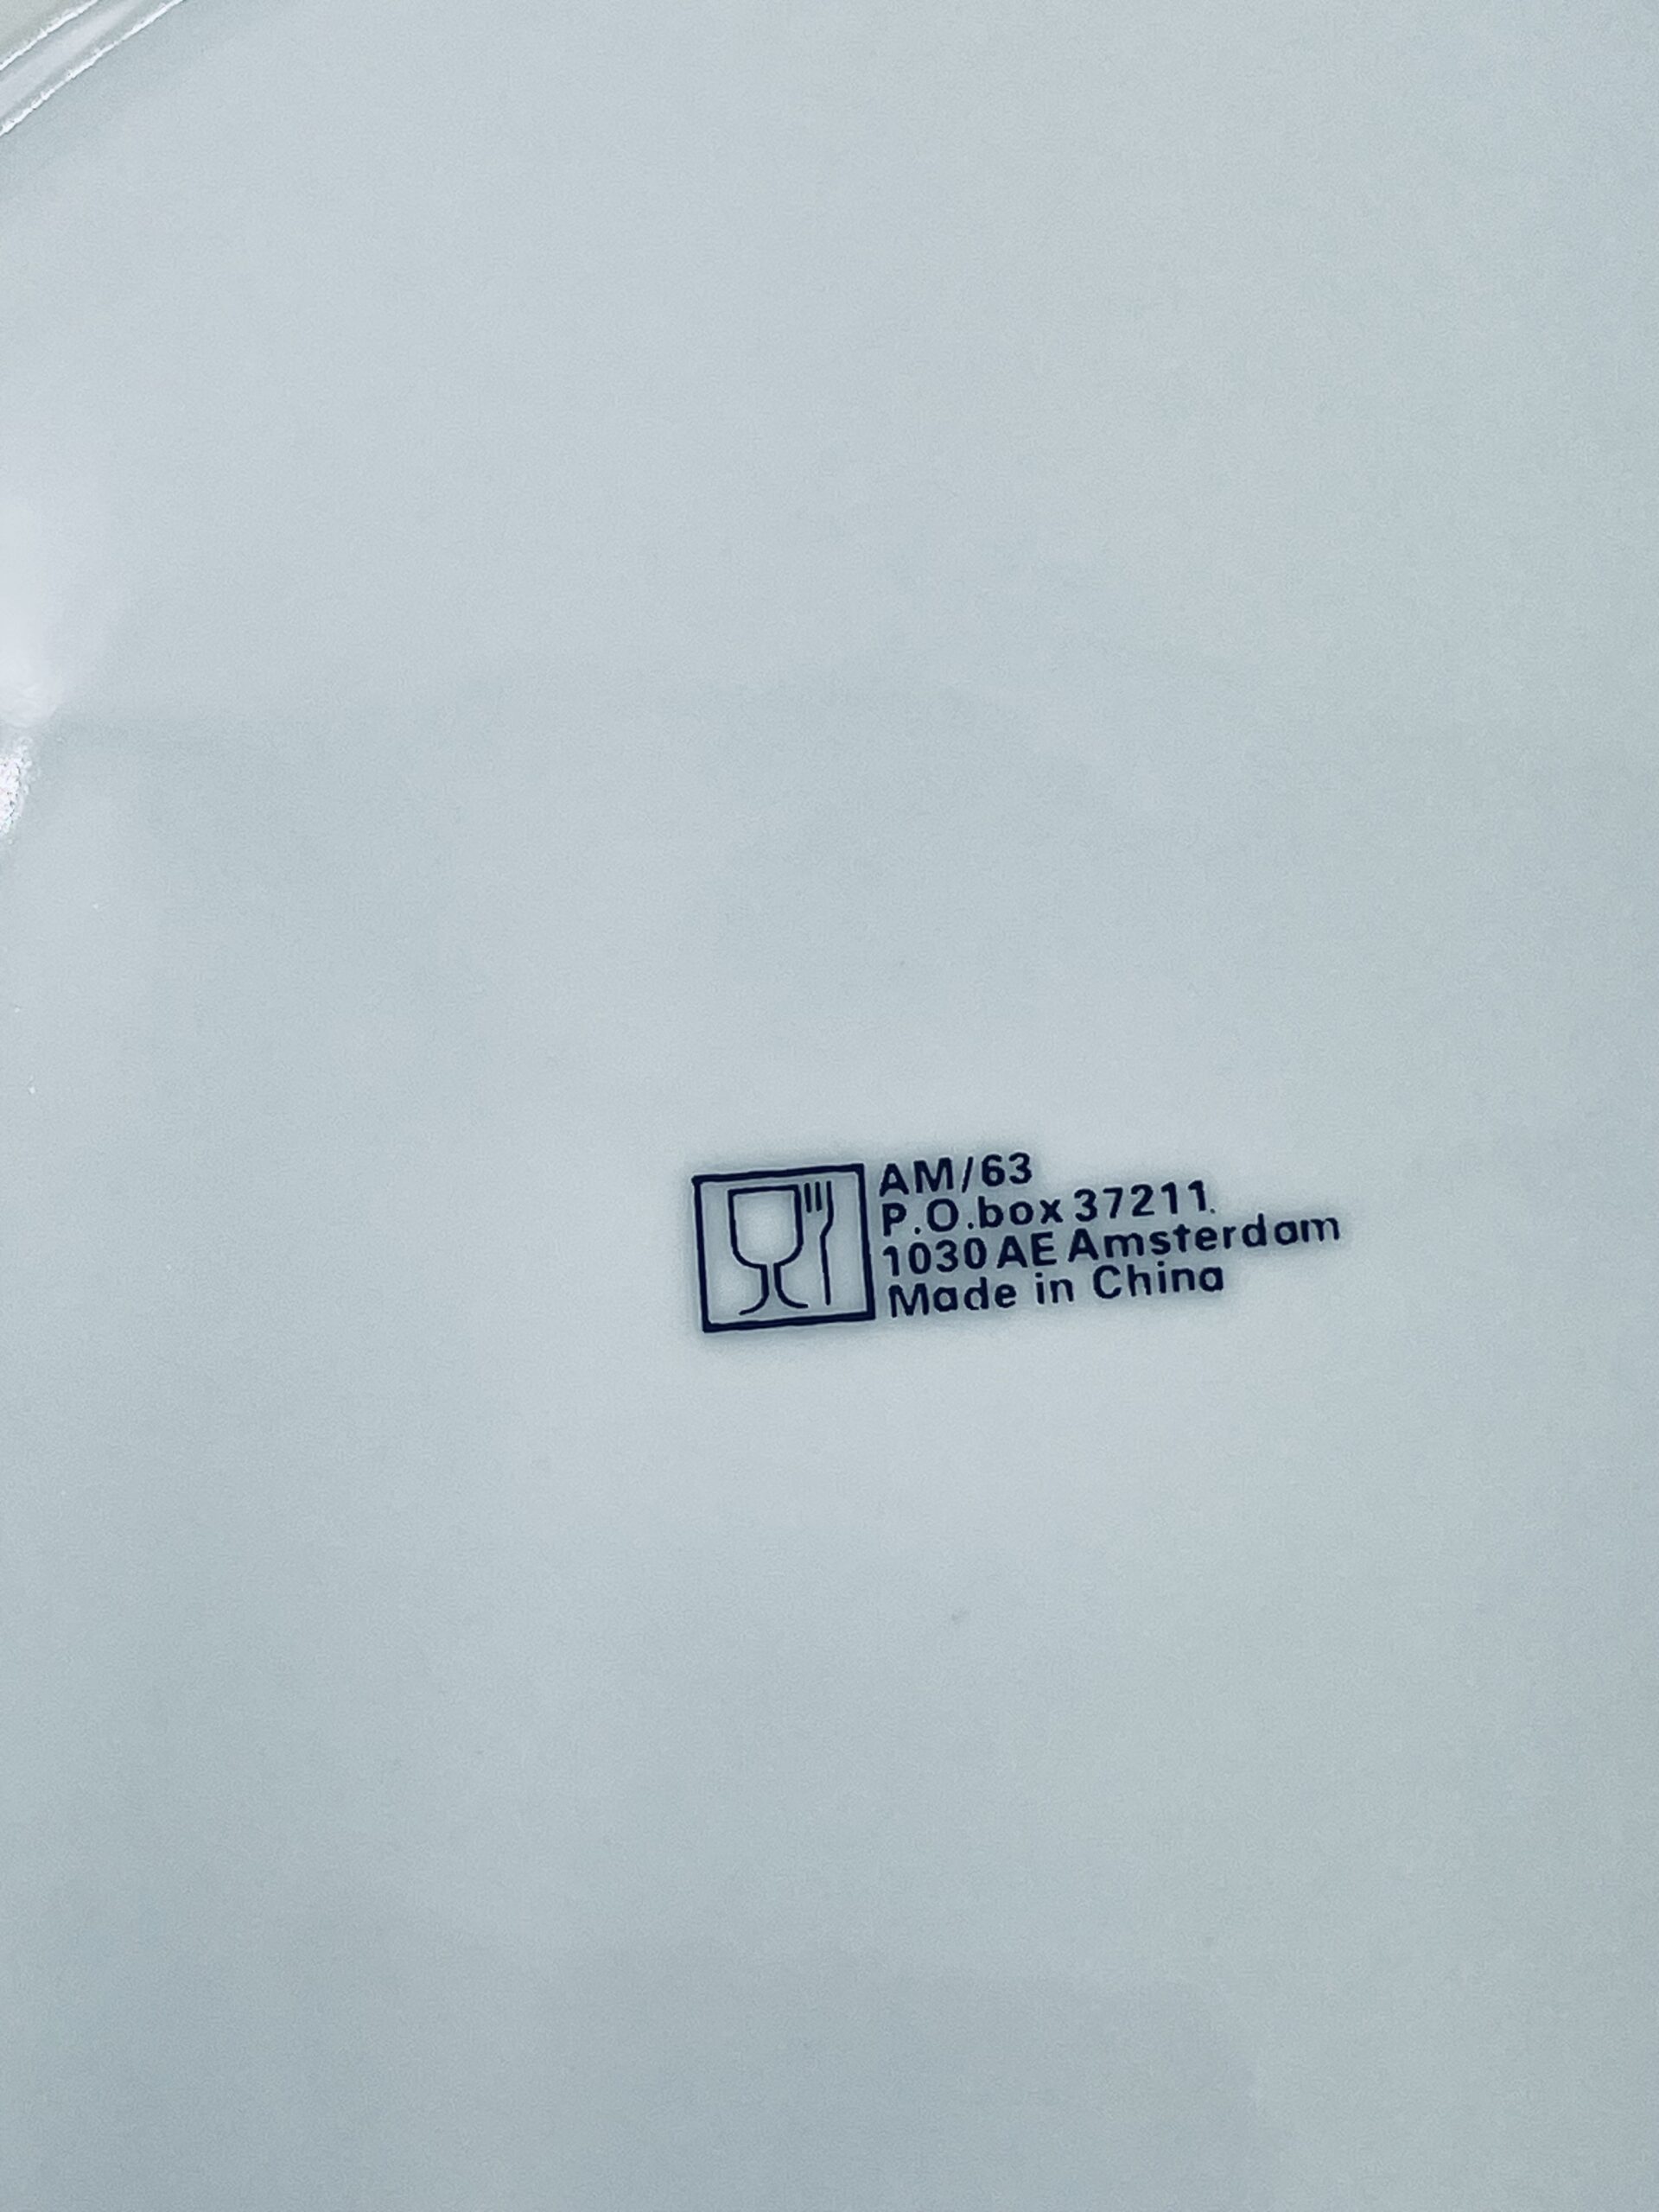 AM/63
P.O.box 37211
1030 AE Amsterdam
Made in China